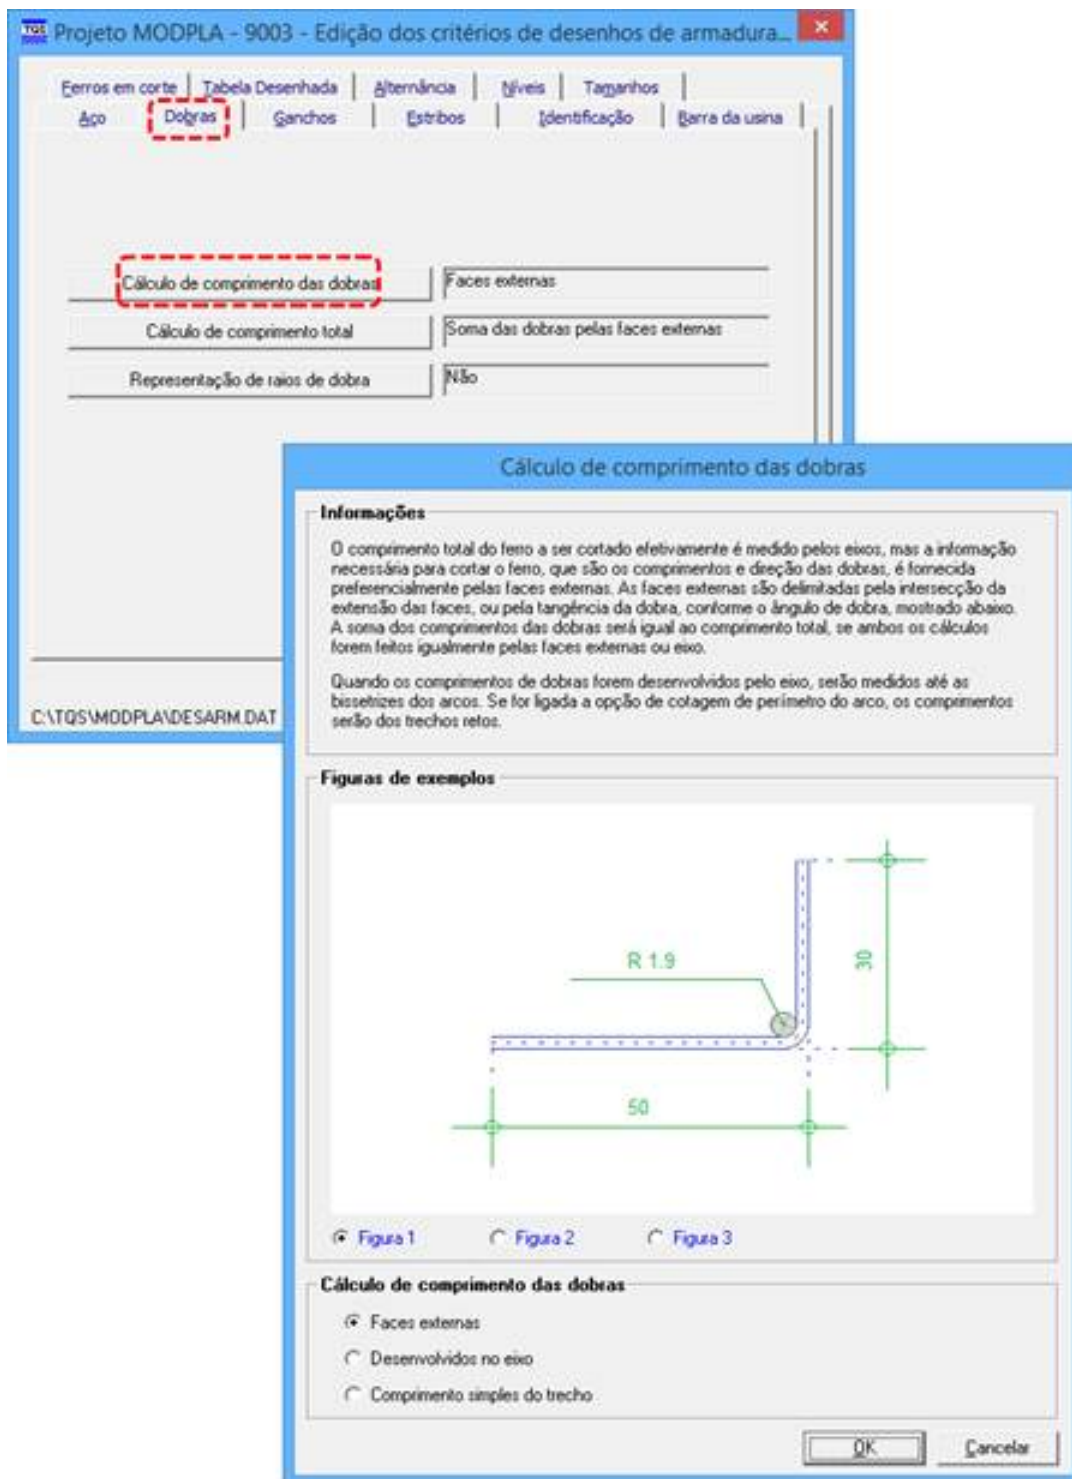 TQS Projeto MODPLA - 9003 - Edição dos critérios de desenhos de armadura...
Ferros em corte Tabela Desenhada Alternância Níveis Tamanhos
Aço Dobras Ganchos Estribos Identificação Barra da usina
Cálculo de comprimento das dobras Faces externas
Cálculo de comprimento total Soma das dobras pelas faces externas
Representação de raios de dobra Não
C:\TQS\MODPLA\DESARM.DAT
Cálculo de comprimento das dobras
Informações
O comprimento total do ferro a ser cortado efetivamente é medido pelos eixos, mas a informação
necessária para cortar o ferro, que são os comprimentos e direção das dobras, é fornecida
preferencialmente pelas faces externas. As faces externas são delimitadas pela intersecção da
extensão das faces, ou pela tangência da dobra, conforme o ângulo de dobra, mostrado abaixo.
A soma dos comprimentos das dobras será igual ao comprimento total, se ambos os cálculos
forem feitos igualmente pelas faces externas ou eixo.
Quando os comprimentos de dobras forem desenvolvidos pelo eixo, serão medidos até as
bissetrizes dos arcos. Se for ligada a opção de cotagem de perímetro do arco, os comprimentos
serão dos trechos retos.
Figuras de exemplos
R 1.9
30
50
Figura 1 Figura 2 Figura 3
Cálculo de comprimento das dobras
Faces externas
Desenvolvidos no eixo
Comprimento simples do trecho
OK Cancelar